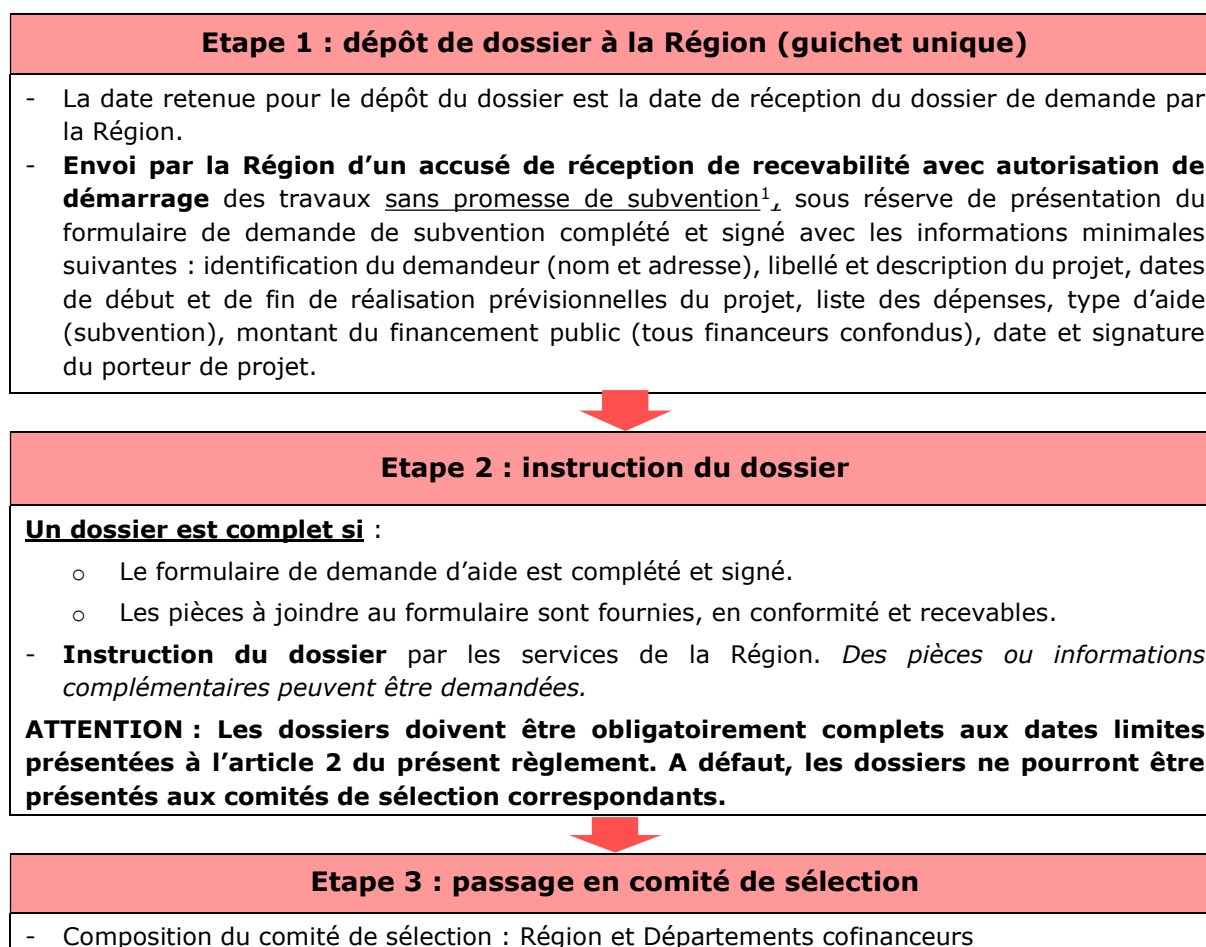 Etape 1 : dépôt de dossier à la Région (guichet unique)
- La date retenue pour le dépôt du dossier est la date de réception du dossier de demande par
la Région.
- Envoi par la Région d’un accusé de réception de recevabilité avec autorisation de
démarrage des travaux sans promesse de subvention¹, sous réserve de présentation du
formulaire de demande de subvention complété et signé avec les informations minimales
suivantes : identification du demandeur (nom et adresse), libellé et description du projet, dates
de début et de fin de réalisation prévisionnelles du projet, liste des dépenses, type d’aide
(subvention), montant du financement public (tous financeurs confondus), date et signature
du porteur de projet.
Etape 2 : instruction du dossier
Un dossier est complet si :
o Le formulaire de demande d’aide est complété et signé.
o Les pièces à joindre au formulaire sont fournies, en conformité et recevables.
- Instruction du dossier par les services de la Région. Des pièces ou informations
complémentaires peuvent être demandées.
ATTENTION : Les dossiers doivent être obligatoirement complets aux dates limites
présentées à l’article 2 du présent règlement. A défaut, les dossiers ne pourront être
présentés aux comités de sélection correspondants.
Etape 3 : passage en comité de sélection
- Composition du comité de sélection : Région et Départements cofinanceurs